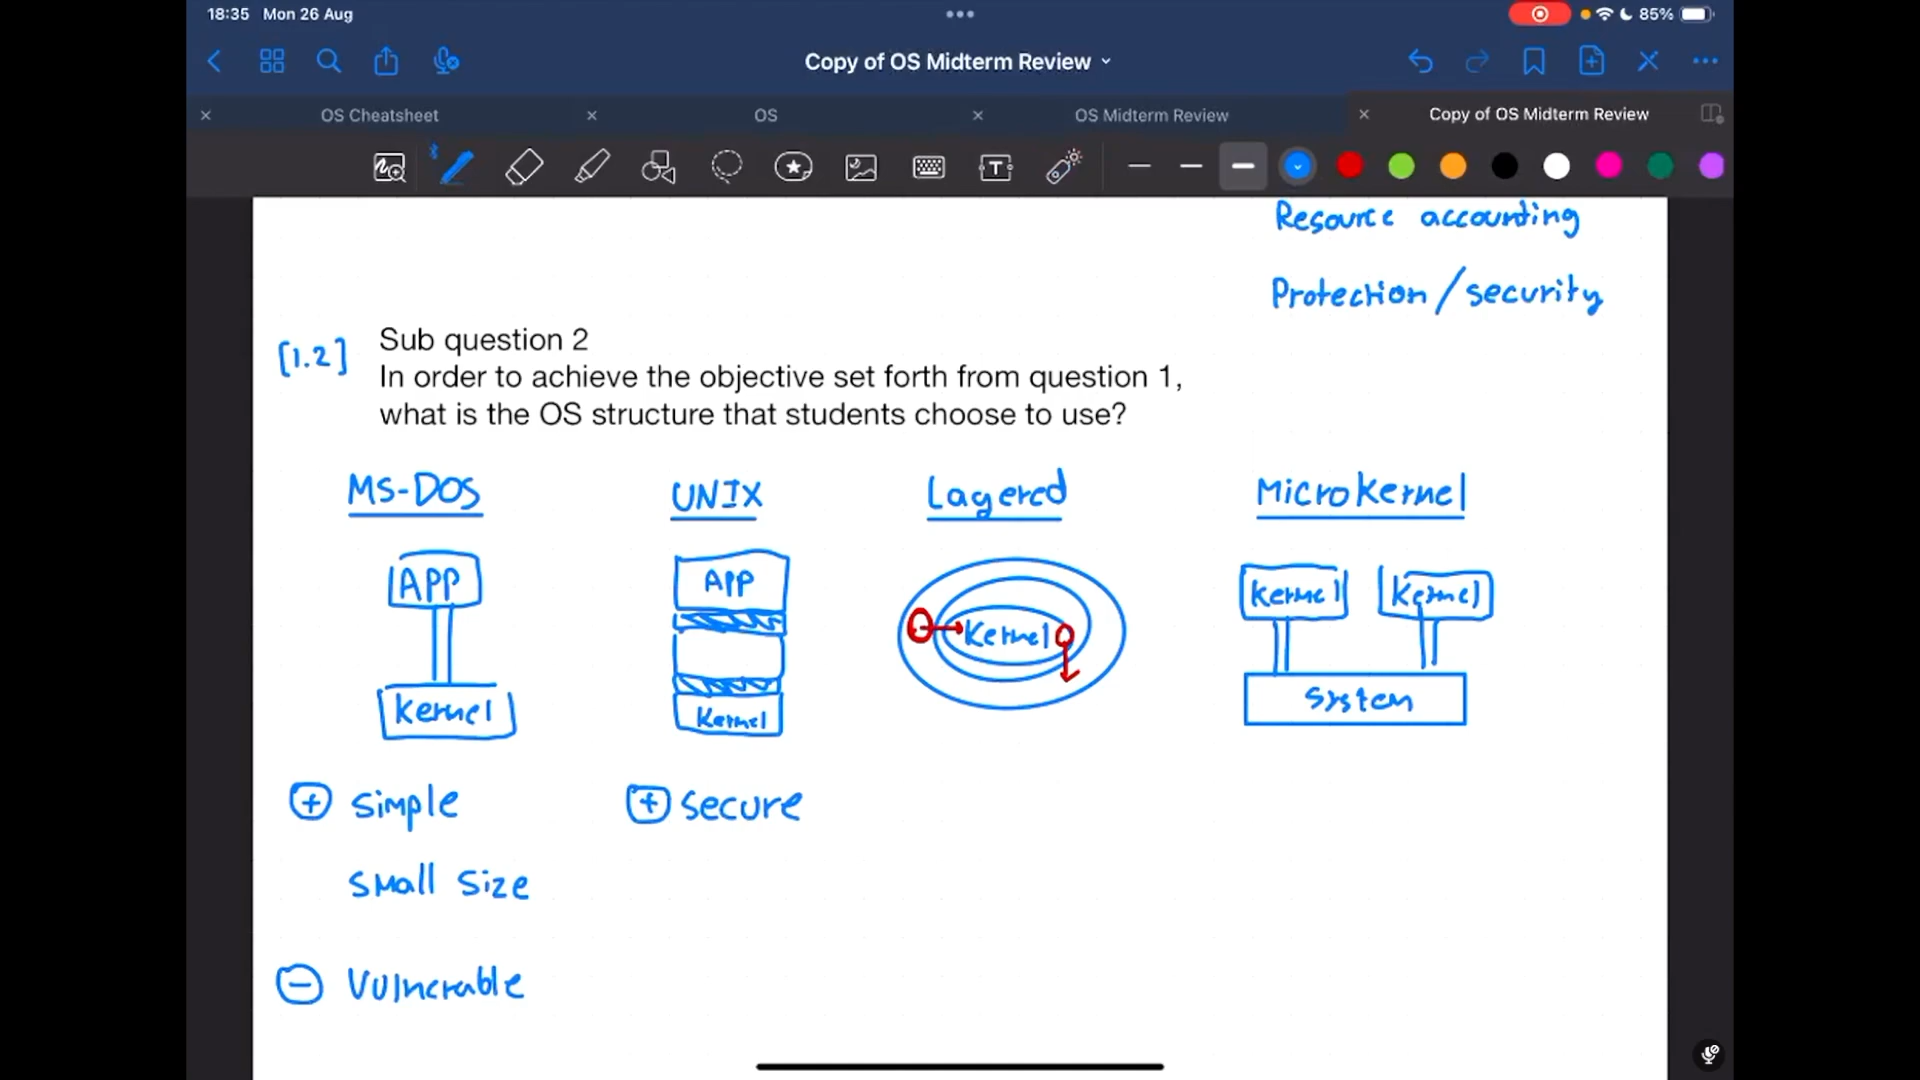 18:35 Mon 26 Aug
85%
Copy of OS Midterm Review
OS Cheatsheet
OS
OS Midterm Review
Copy of OS Midterm Review
T
Resource accounting
Protection/security
[1.2]
Sub question 2
In order to achieve the objective set forth from question 1,
what is the OS structure that students choose to use?
MS-DOS
UNIX
Layered
Microkernel
APP
Kernel
APP
Kernel
Kernel
Kernel
Kernel
System
+ simple
small size
- Vulnerable
+ secure